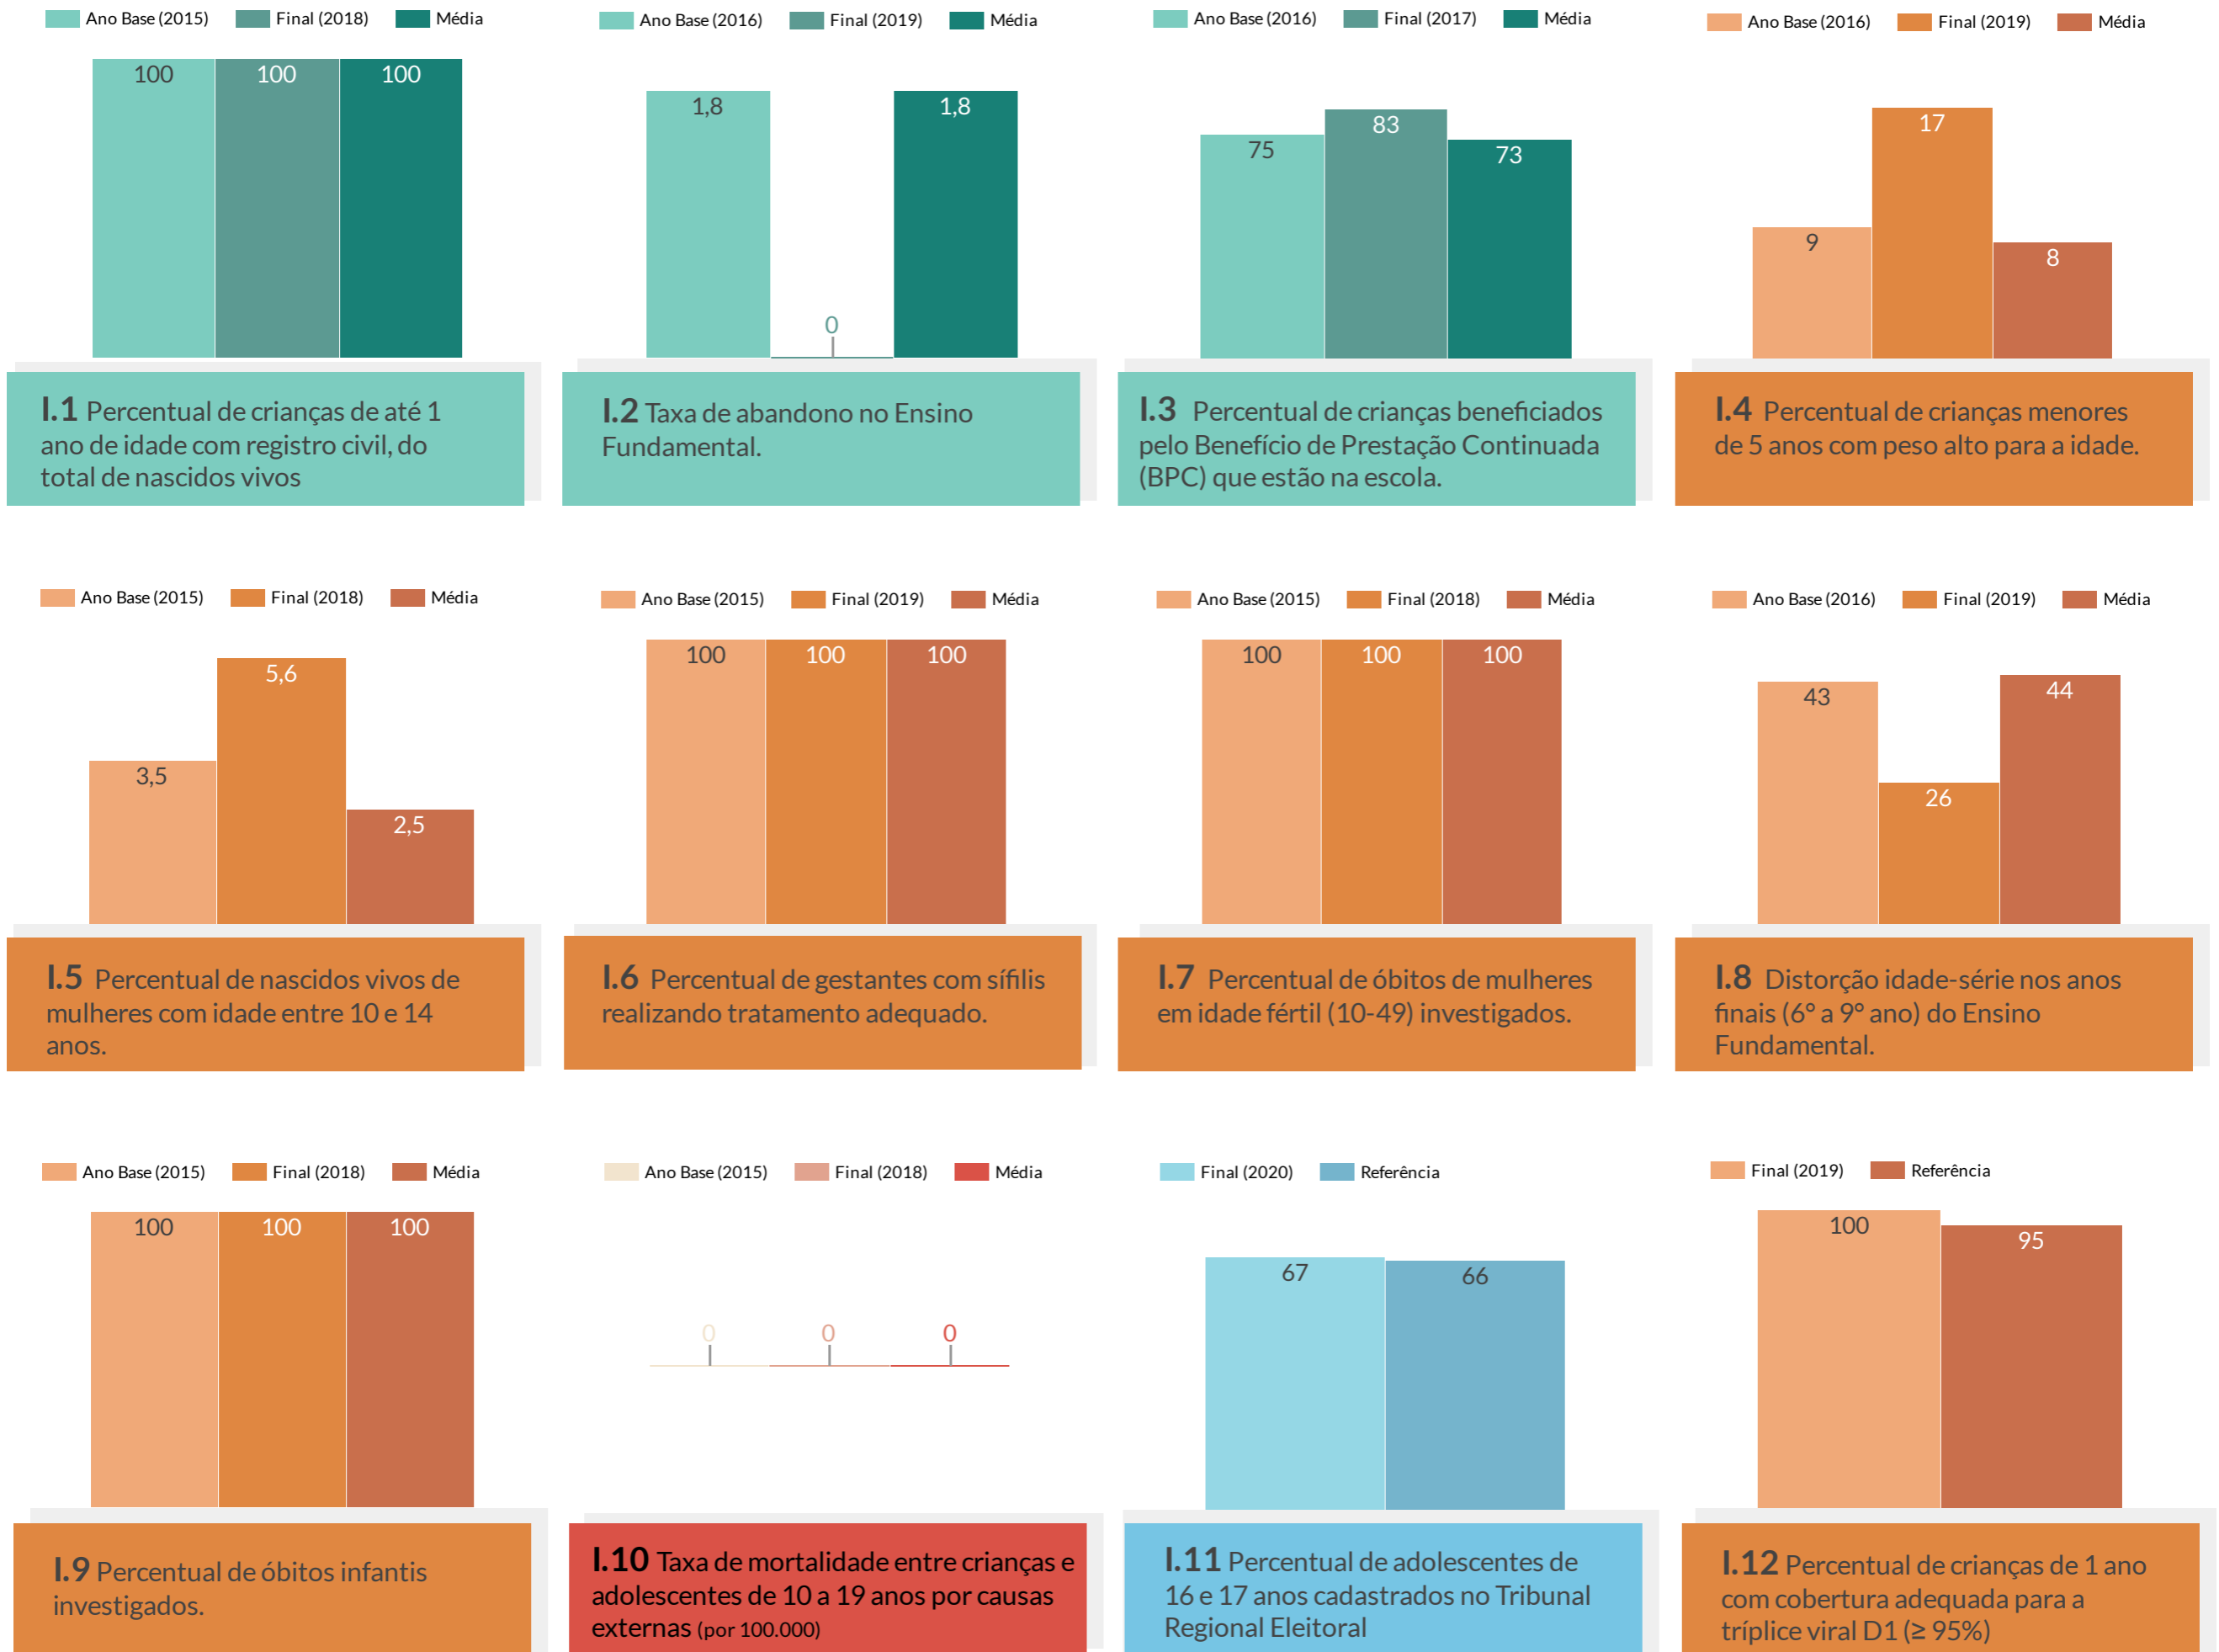 Ano Base (2015) Final (2018) Média
100 100 100
I.1 Percentual de crianças de até 1
ano de idade com registro civil, do
total de nascidos vivos
Ano Base (2016) Final (2019) Média
1,8 0 1,8
I.2 Taxa de abandono no Ensino
Fundamental.
Ano Base (2016) Final (2017) Média
75 83 73
I.3 Percentual de crianças beneficiados
pelo Benefício de Prestação Continuada
(BPC) que estão na escola.
Ano Base (2016) Final (2019) Média
9 17 8
I.4 Percentual de crianças menores
de 5 anos com peso alto para a idade.
Ano Base (2015) Final (2018) Média
3,5 5,6 2,5
I.5 Percentual de nascidos vivos de
mulheres com idade entre 10 e 14
anos.
Ano Base (2015) Final (2019) Média
100 100 100
I.6 Percentual de gestantes com sífilis
realizando tratamento adequado.
Ano Base (2015) Final (2018) Média
100 100 100
I.7 Percentual de óbitos de mulheres
em idade fértil (10-49) investigados.
Ano Base (2016) Final (2019) Média
43 26 44
I.8 Distorção idade-série nos anos
finais (6º a 9º ano) do Ensino
Fundamental.
Ano Base (2015) Final (2018) Média
100 100 100
I.9 Percentual de óbitos infantis
investigados.
Ano Base (2015) Final (2018) Média
0 0 0
I.10 Taxa de mortalidade entre crianças e
adolescentes de 10 a 19 anos por causas
externas (por 100.000)
Final (2020) Referência
67 66
I.11 Percentual de adolescentes de
16 e 17 anos cadastrados no Tribunal
Regional Eleitoral
Final (2019) Referência
100 95
I.12 Percentual de crianças de 1 ano
com cobertura adequada para a
tríplice viral D1 (≥ 95%)